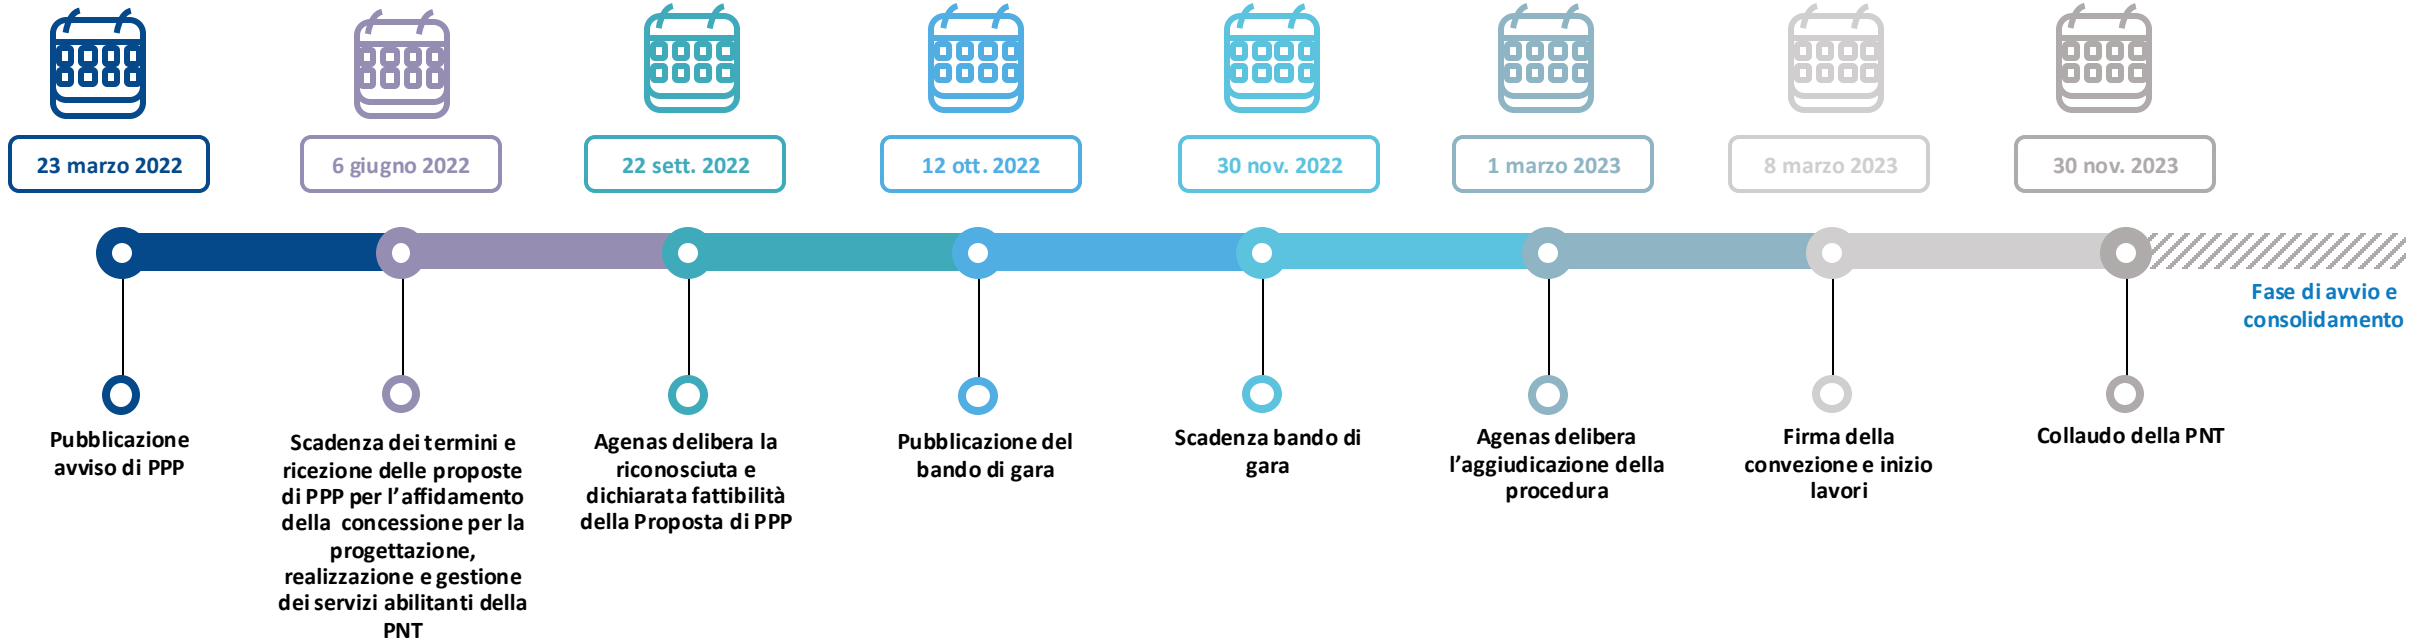 23 marzo 2022
6 giugno 2022
22 sett. 2022
12 ott. 2022
30 nov. 2022
1 marzo 2023
8 marzo 2023
30 nov. 2023
Fase di avvio e
consolidamento
Pubblicazione
avviso di PPP
Scadenza dei termini e
ricezione delle proposte
di PPP per l'affidamento
della concessione per la
progettazione,
realizzazione e gestione
dei servizi abilitanti della
PNT
Agenas delibera la
riconosciuta e
dichiarata fattibilità
della Proposta di PPP
Pubblicazione del
bando di gara
Scadenza bando di
gara
Agenas delibera
l'aggiudicazione della
procedura
Firma della
convezione e inizio
lavori
Collaudo della PNT